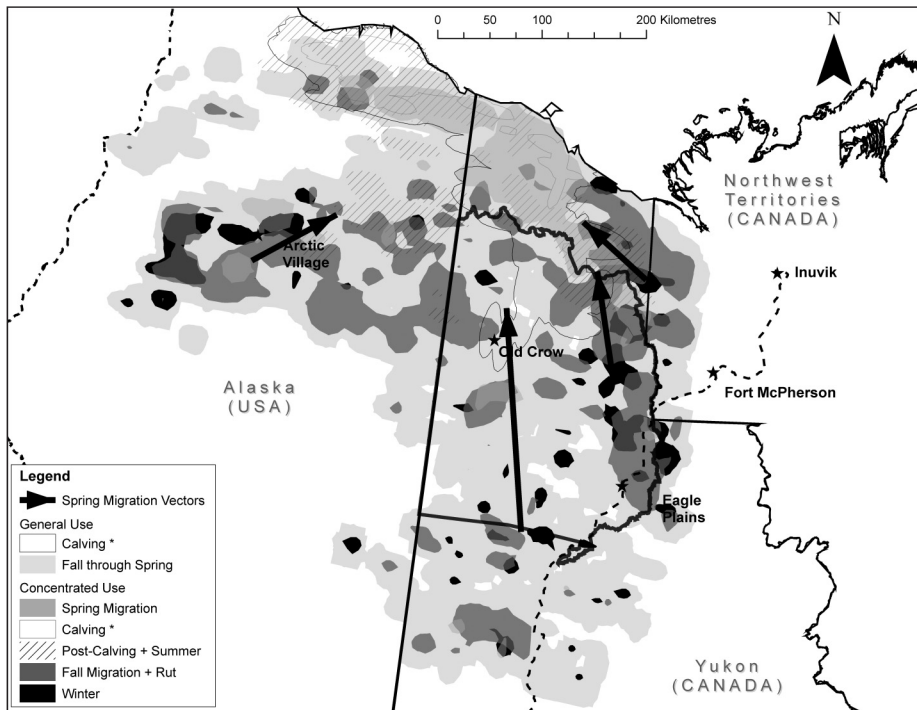 0 50 100 200 Kilometres
N
Northwest
Territories
(CANADA)
Inuvik
Arctic
Village
Old Crow
Alaska
(USA)
Fort McPherson
Eagle
Plains
Yukon
(CANADA)
Legend
Spring Migration Vectors
General Use
Calving *
Fall through Spring
Concentrated Use
Spring Migration
Calving *
Post-Calving + Summer
Fall Migration + Rut
Winter